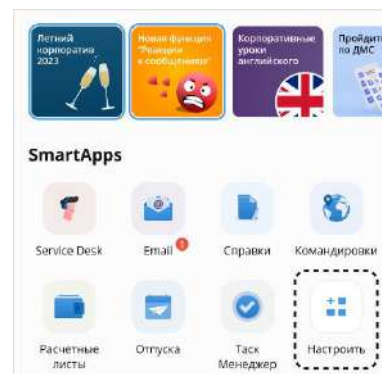 Летний
корпоратив
2023
Новая функция
"Реакции
к сообщениям"
Корпоративные
уроки
английского
Пройдите
по ДМС
SmartApps
Service Desk
Email
1
Справки
Командировки
Расчетные
листы
Отпуска
Таск
Менеджер
Настроить